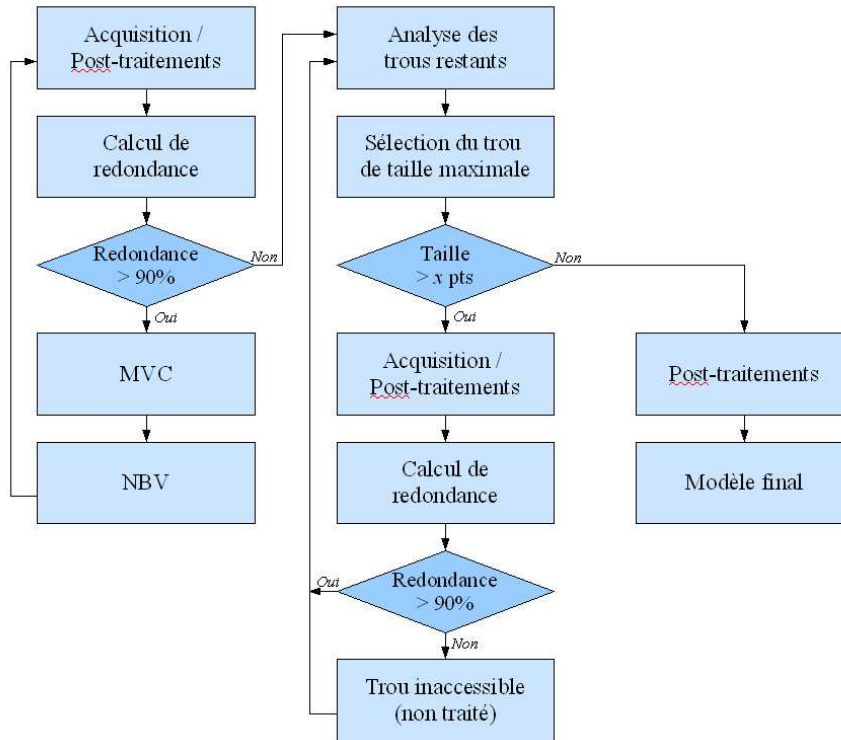 Acquisition /
Post-traitements
Calcul de
redondance
Redondance
> 90%
Non
Oui
MVC
NBV
Analyse des
trous restants
Sélection du trou
de taille maximale
Taille
> x pts
Non
Oui
Acquisition /
Post-traitements
Calcul de
redondance
Redondance
> 90%
Oui
Non
Trou inaccessible
(non traité)
Post-traitements
Modèle final